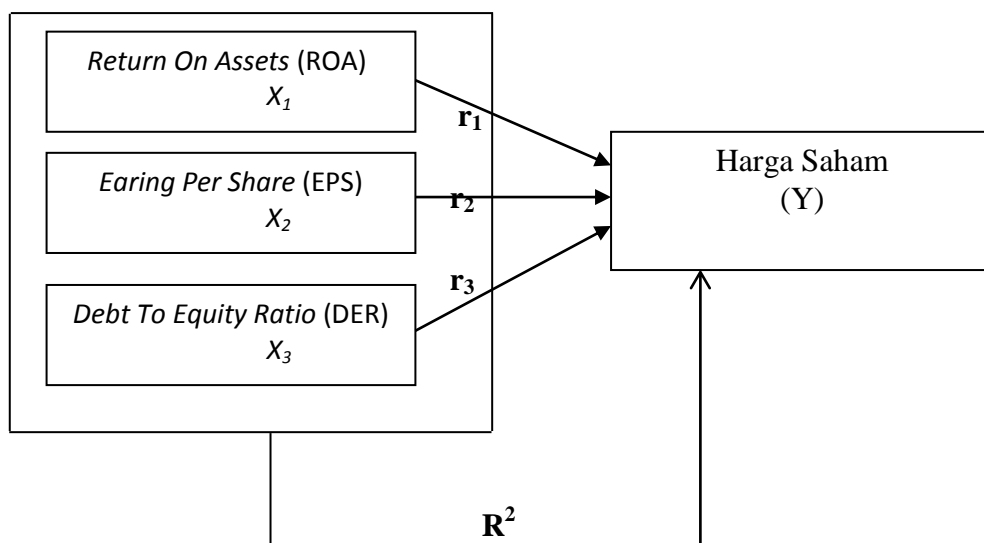 Return On Assets (ROA)
X₁
r₁
Earing Per Share (EPS)
X₂
r₂
Debt To Equity Ratio (DER)
X₃
r₃
Harga Saham
(Y)
R²